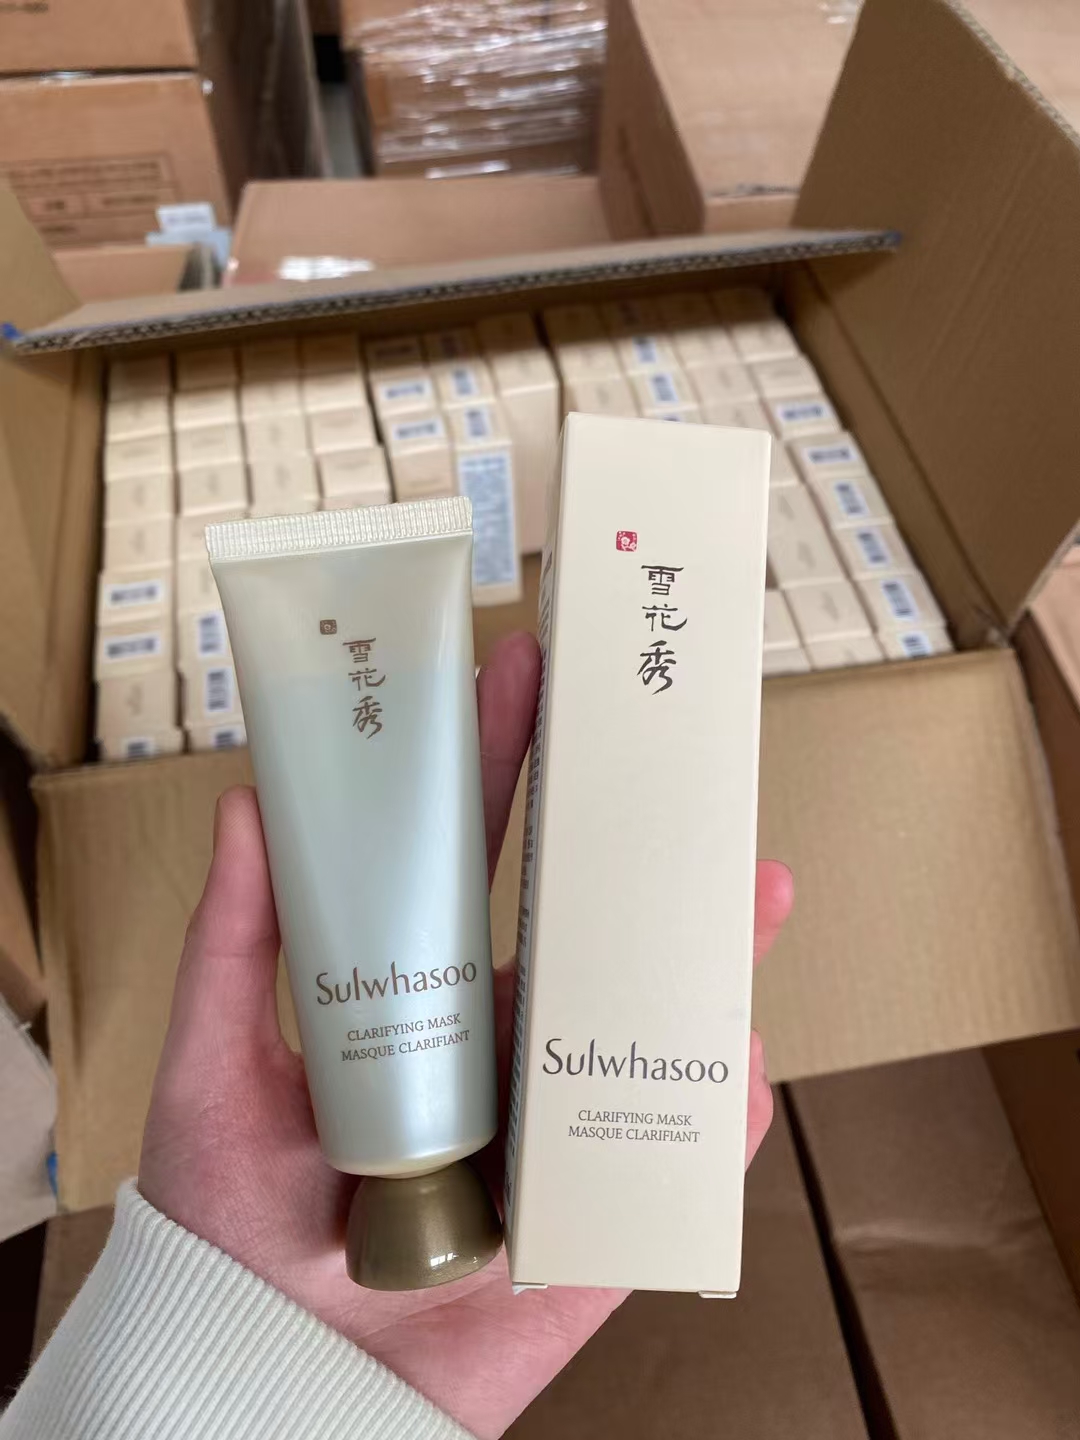 雪花秀
Sulwhasoo
CLARIFYING MASK
MASQUE CLARIFIANT
雪花秀
Sulwhasoo
CLARIFYING MASK
MASQUE CLARIFIANT